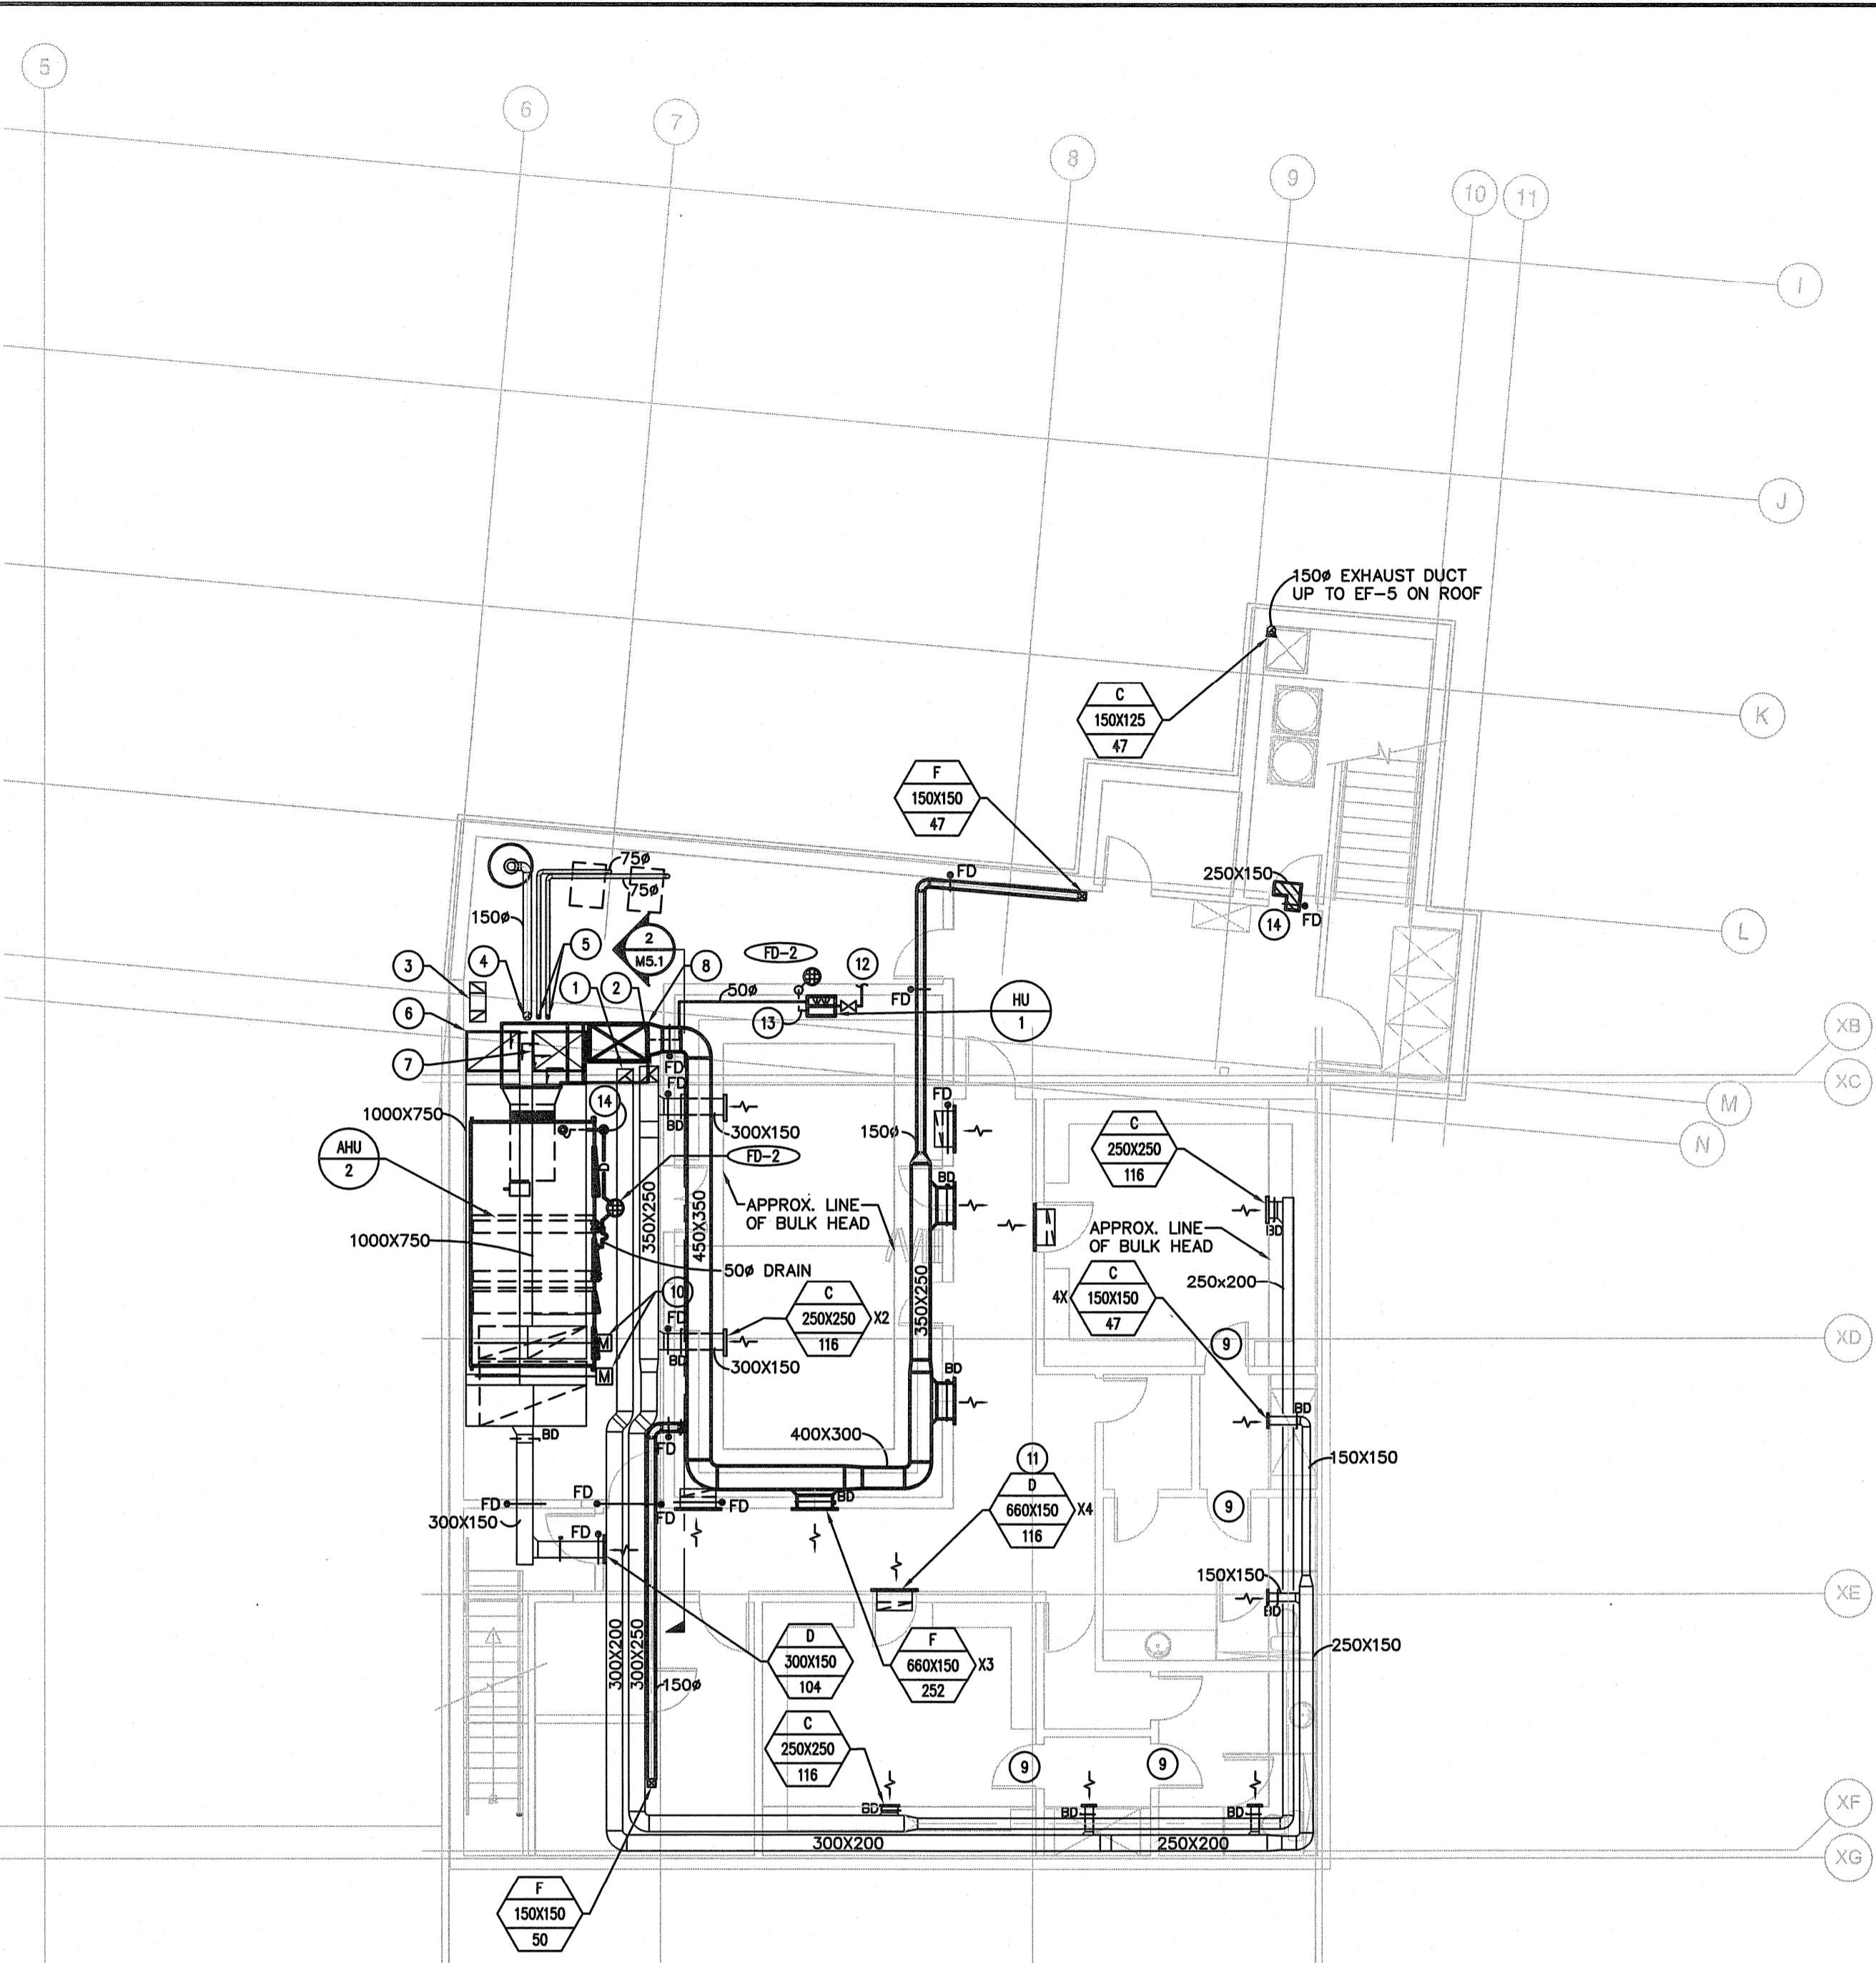 5
6
7
8
9
10
11
I
J
K
L
M
N
XB
XC
XD
XE
XF
XG
150ø EXHAUST DUCT
UP TO EF-5 ON ROOF
C
150X125
47
F
150X150
47
FD
250X150
14
FD
75ø
75ø
150ø
2
M5.1
FD-2
12
3
4
5
8
1
2
50ø
13
FD
HU
1
6
7
FD
FD
14
BD
300X150
FD-2
1000X750
AHU
2
D
1000X750
350X250
450X350
APPROX. LINE
OF BULK HEAD
50ø DRAIN
10
M
M
FD
BD
300X150
C
250X250
116
X2
150ø
FD
BD
350X250
BD
C
250X250
116
BD
APPROX. LINE
OF BULK HEAD
250x200
4X
C
150X150
47
9
BD
150X150
9
150X150
BD
250X150
400X300
11
D
660X150
116
X4
BD
FD
FD
FD
FD
FD
BD
300X150
FD
300X200
300X250
150ø
D
300X150
104
F
660X150
252
X3
C
250X250
116
9
9
BD
BD
BD
300X200
250X200
F
150X150
50